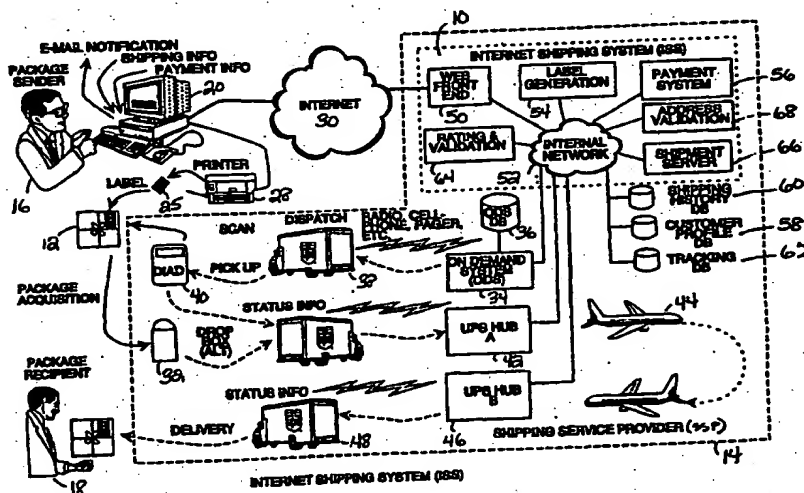 10
E-MAIL NOTIFICATION
SHIPPING INFO
PAYMENT INFO
PACKAGE SENDER
20
INTERNET
30
INTERNET SHIPPING SYSTEM (ISS)
WEB FRONT END
50
LABEL GENERATION
54
PAYMENT SYSTEM
56
ADDRESS VALIDATION
68
RATING & VALIDATION
64
INTERNAL NETWORK
52
SHIPMENT SERVER
66
16
LABEL
25
PRINTER
28
12
SCAN
DISPATCH
RADIO, CELL-PHONE, PAGER, ETC.
ODS DB
36
SHIPPING HISTORY DB
60
CUSTOMER PROFILE DB
58
TRACKING DB
62
DIAD
40
PICK UP
ON DEMAND SYSTEM (ODS)
34
PACKAGE ACQUISITION
STATUS INFO
DROP BOX (ALT)
UPS HUB A
42
44
PACKAGE RECIPIENT
STATUS INFO
UPS HUB B
46
DELIVERY
48
SHIPPING SERVICE PROVIDER (SSP)
14
18
INTERNET SHIPPING SYSTEM (ISS)